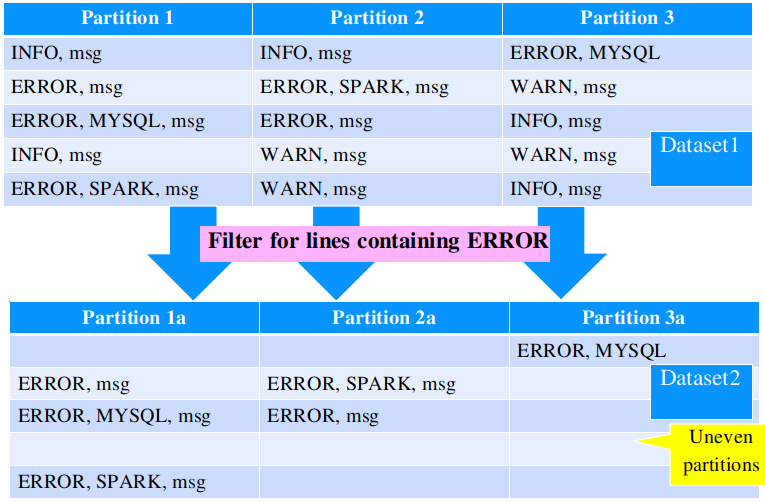 Partition 1 Partition 2 Partition 3
INFO, msg INFO, msg ERROR, MYSQL
ERROR, msg ERROR, SPARK, msg WARN, msg
ERROR, MYSQL, msg ERROR, msg INFO, msg
INFO, msg WARN, msg WARN, msg
Dataset1
ERROR, SPARK, msg WARN, msg INFO, msg
Filter for lines containing ERROR
Partition 1a Partition 2a Partition 3a
ERROR, MYSQL
ERROR, msg ERROR, SPARK, msg
Dataset2
ERROR, MYSQL, msg ERROR, msg
Uneven
partitions
ERROR, SPARK, msg